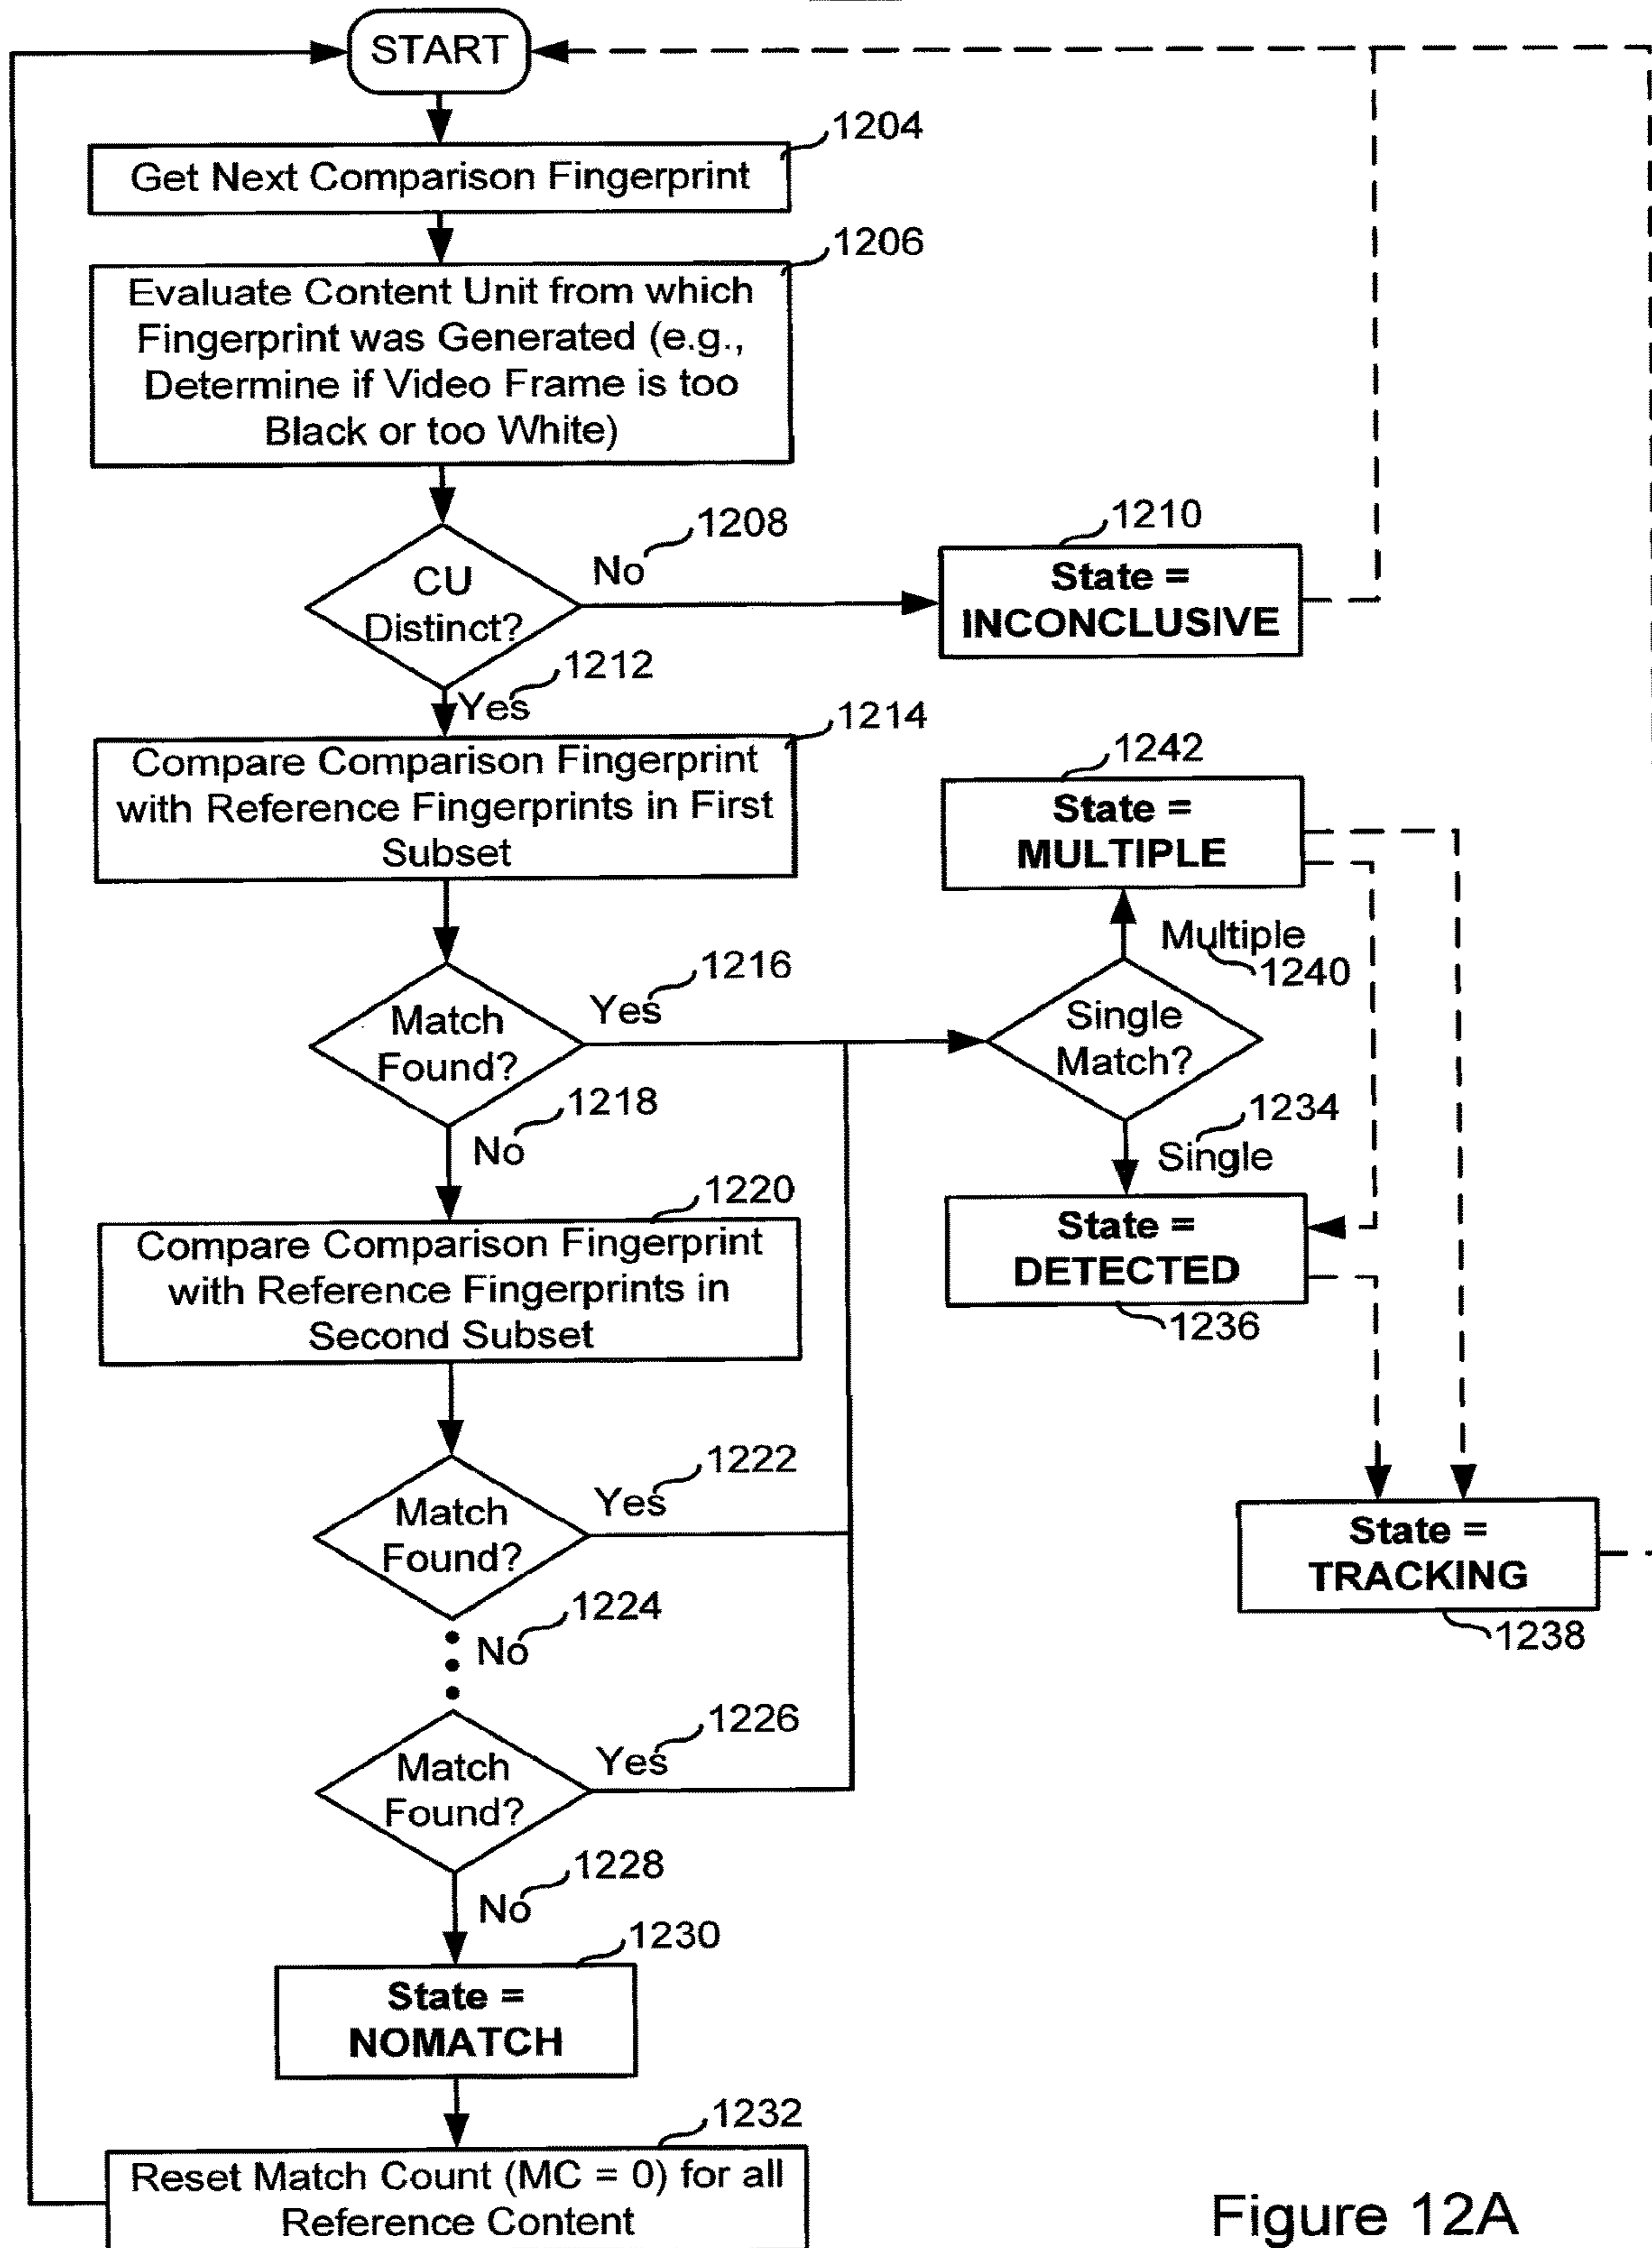 START
1204
Get Next Comparison Fingerprint
1206
Evaluate Content Unit from which
Fingerprint was Generated (e.g.,
Determine if Video Frame is too
Black or too White)
1208
No
CU
Distinct?
1210
State =
INCONCLUSIVE
1212
Yes
1214
Compare Comparison Fingerprint
with Reference Fingerprints in First
Subset
1242
State =
MULTIPLE
Multiple
1240
1216
Yes
Match
Found?
Single
Match?
1218
No
1234
Single
1220
Compare Comparison Fingerprint
with Reference Fingerprints in
Second Subset
State =
DETECTED
1236
1222
Yes
Match
Found?
State =
TRACKING
1238
1224
No
1226
Yes
Match
Found?
1228
No
1230
State =
NOMATCH
1232
Reset Match Count (MC = 0) for all
Reference Content
Figure 12A